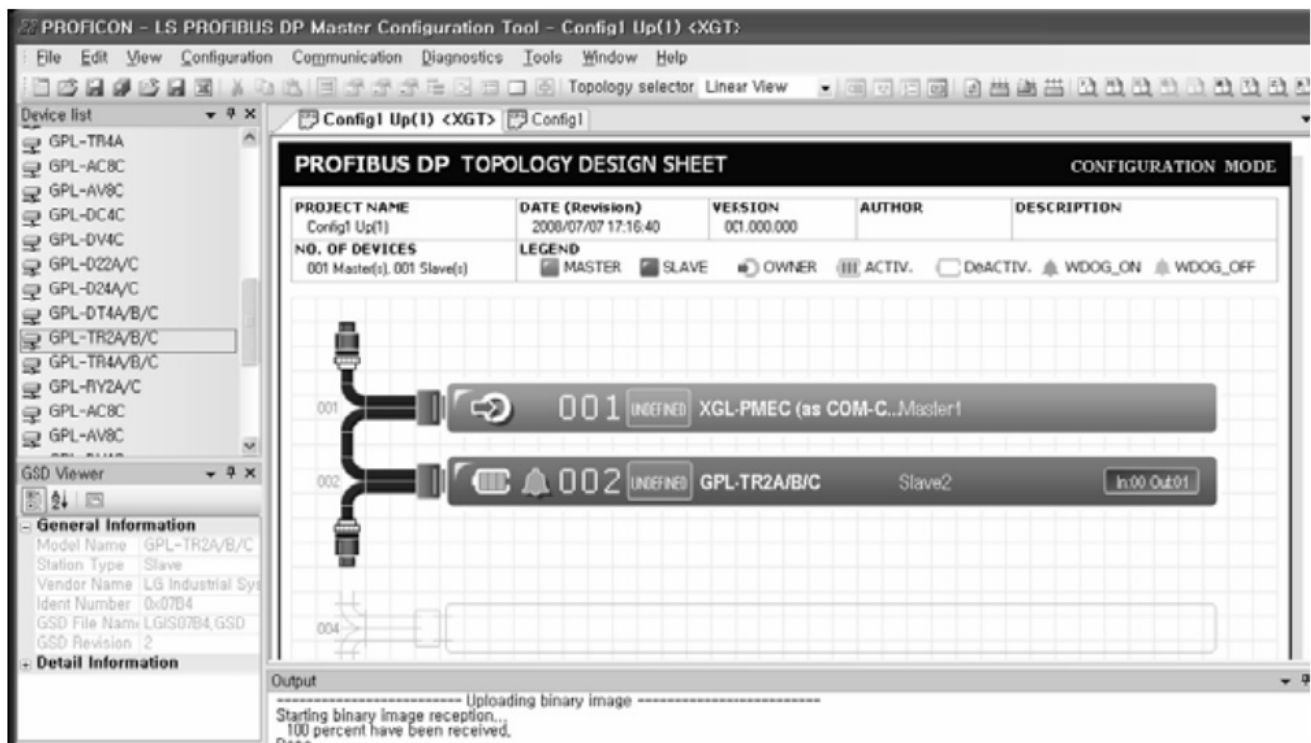 PROFICON - LS PROFIBUS DP Master Configuration Tool - Config1 Up(1) <XGT>
File Edit View Configuration Communication Diagnostics Tools Window Help
Topology selector Linear View
Device list
GPL-TR4A
GPL-AC8C
GPL-AV8C
GPL-DC4C
GPL-DV4C
GPL-D22A/C
GPL-D24A/C
GPL-DT4A/B/C
GPL-TR2A/B/C
GPL-TR4A/B/C
GPL-RY2A/C
GPL-AC8C
GPL-AV8C
GSD Viewer
General Information
Model Name GPL-TR2A/B/C
Station Type Slave
Vendor Name LG Industrial Sys
Ident Number 0x07B4
GSD File Name LGIS07B4.GSD
GSD Revision 2
Detail Information
Config1 Up(1) <XGT> Config1
PROFIBUS DP TOPOLOGY DESIGN SHEET CONFIGURATION MODE
PROJECT NAME DATE (Revision) VERSION AUTHOR DESCRIPTION
Config1 Up(1) 2008/07/07 17:16:40 001.000.000
NO. OF DEVICES LEGEND
001 Master(s), 001 Slave(s) MASTER SLAVE OWNER ACTIV. DeACTIV. WDOG_ON WDOG_OFF
001 001 UNDEFINED XGL-PMEC (as COM-C...Master1
002 002 UNDEFINED GPL-TR2A/B/C Slave2 In:00 Out:01
004
Output
------------------------- Uploading binary image -------------------------
Starting binary image reception...
100 percent have been received.